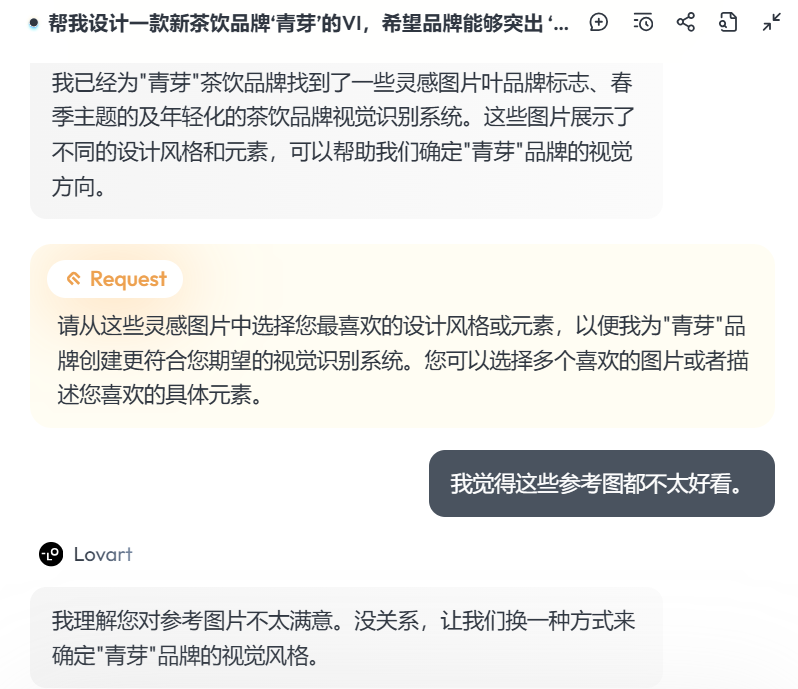 帮我设计一款新茶饮品牌‘青芽’的VI，希望品牌能够突出 ‘...
我已经为"青芽"茶饮品牌找到了一些灵感图片叶品牌标志、春
季主题的及年轻化的茶饮品牌视觉识别系统。这些图片展示了
不同的设计风格和元素，可以帮助我们确定"青芽"品牌的视觉
方向。
Request
请从这些灵感图片中选择您最喜欢的设计风格或元素，以便我为"青芽"品
牌创建更符合您期望的视觉识别系统。您可以选择多个喜欢的图片或者描
述您喜欢的具体元素。
我觉得这些参考图都不太好看。
Lovart
我理解您对参考图片不太满意。没关系，让我们换一种方式来
确定"青芽"品牌的视觉风格。